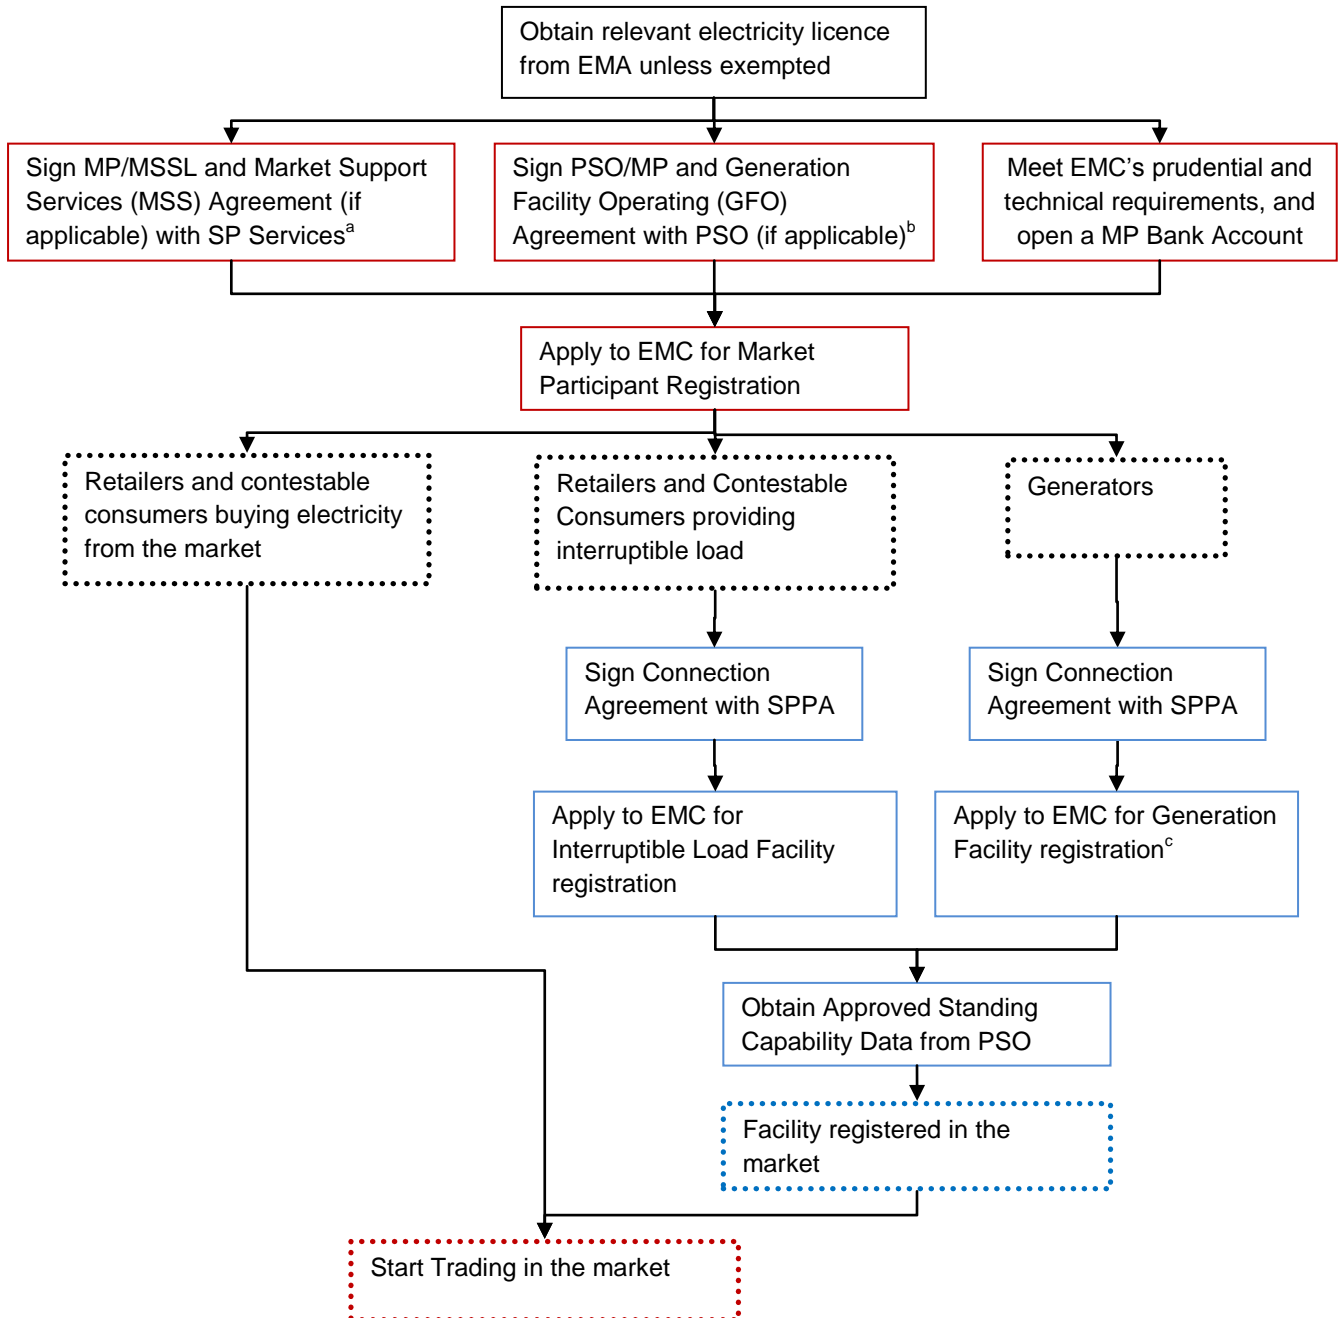 Obtain relevant electricity licence
from EMA unless exempted
Sign MP/MSSL and Market Support
Services (MSS) Agreement (if
applicable) with SP Servicesᵃ
Sign PSO/MP and Generation
Facility Operating (GFO)
Agreement with PSO (if applicable)ᵇ
Meet EMC’s prudential and
technical requirements, and
open a MP Bank Account
Apply to EMC for Market
Participant Registration
Retailers and contestable
consumers buying electricity
from the market
Retailers and Contestable
Consumers providing
interruptible load
Generators
Sign Connection
Agreement with SPPA
Sign Connection
Agreement with SPPA
Apply to EMC for
Interruptible Load Facility
registration
Apply to EMC for Generation
Facility registrationᶜ
Obtain Approved Standing
Capability Data from PSO
Facility registered in the
market
Start Trading in the market